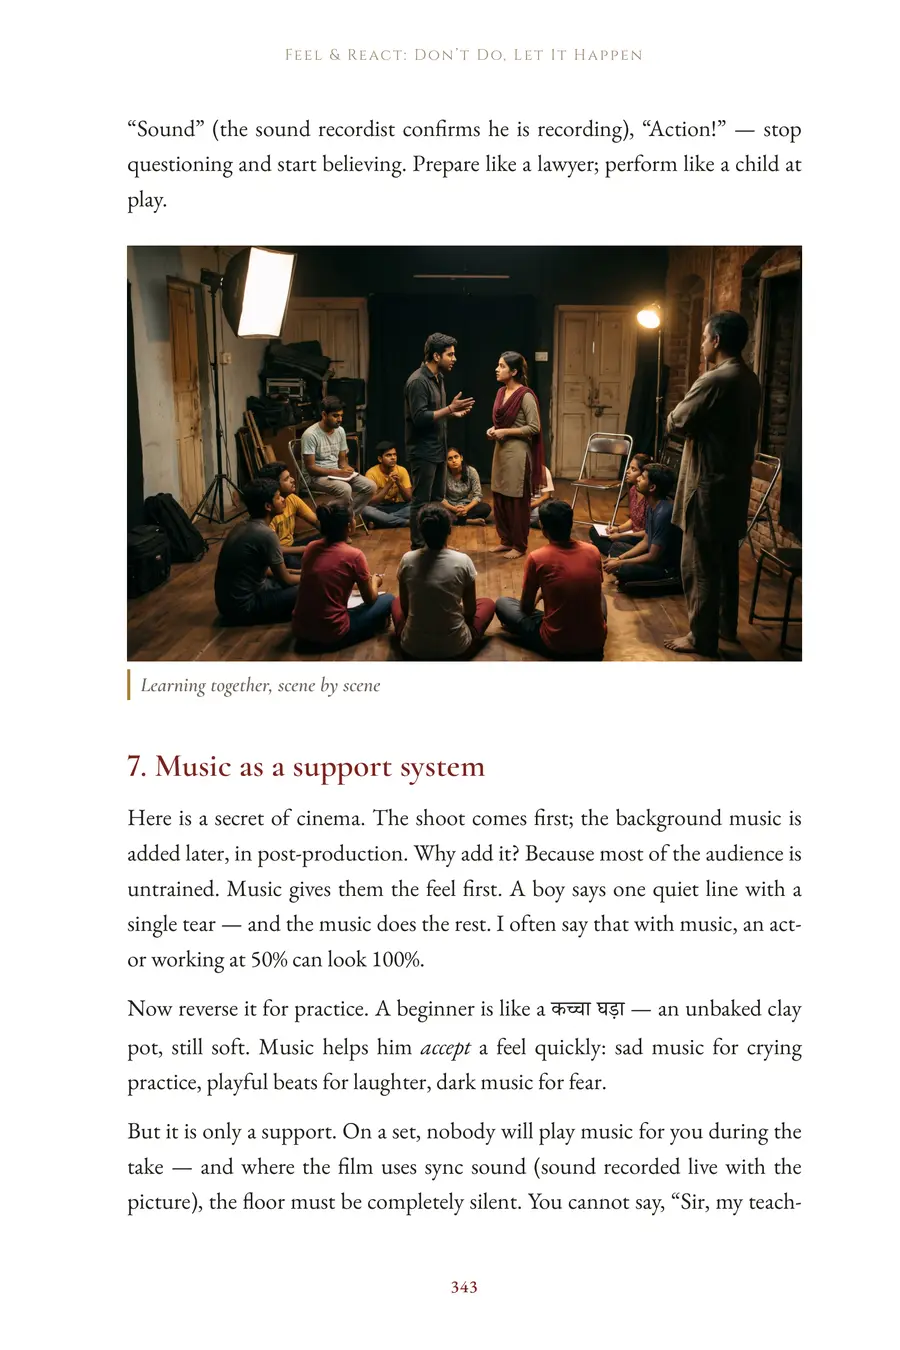 Feel & React: Don’t Do, Let It Happen
“Sound” (the sound recordist confirms he is recording), “Action!” — stop
questioning and start believing. Prepare like a lawyer; perform like a child at
play.
Learning together, scene by scene
7. Music as a support system
Here is a secret of cinema. The shoot comes first; the background music is
added later, in post-production. Why add it? Because most of the audience is
untrained. Music gives them the feel first. A boy says one quiet line with a
single tear — and the music does the rest. I often say that with music, an act-
or working at 50% can look 100%.
Now reverse it for practice. A beginner is like a कच्चा घड़ा — an unbaked clay
pot, still soft. Music helps him accept a feel quickly: sad music for crying
practice, playful beats for laughter, dark music for fear.
But it is only a support. On a set, nobody will play music for you during the
take — and where the film uses sync sound (sound recorded live with the
picture), the floor must be completely silent. You cannot say, “Sir, my teach-
343